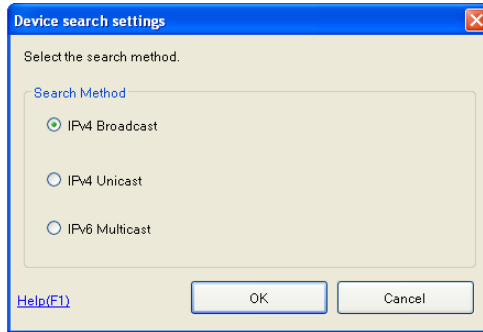 Device search settings
Select the search method.
Search Method
IPv4 Broadcast
IPv4 Unicast
IPv6 Multicast
Help(F1)
OK
Cancel